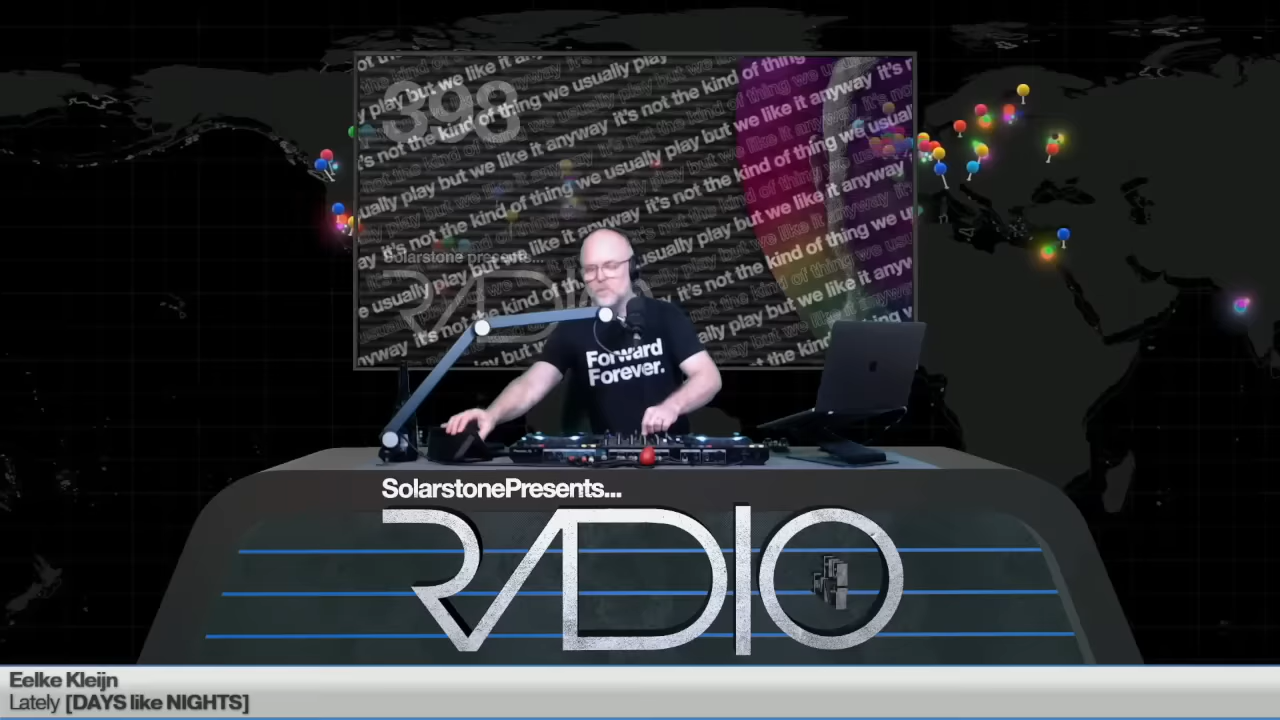 398
it's not the kind of thing we usually play but we like it anyway
Solarstone presents...
RADIO
Forward
Forever.
SolarstonePresents...
RADIO
Eelke Kleijn
Lately [DAYS like NIGHTS]